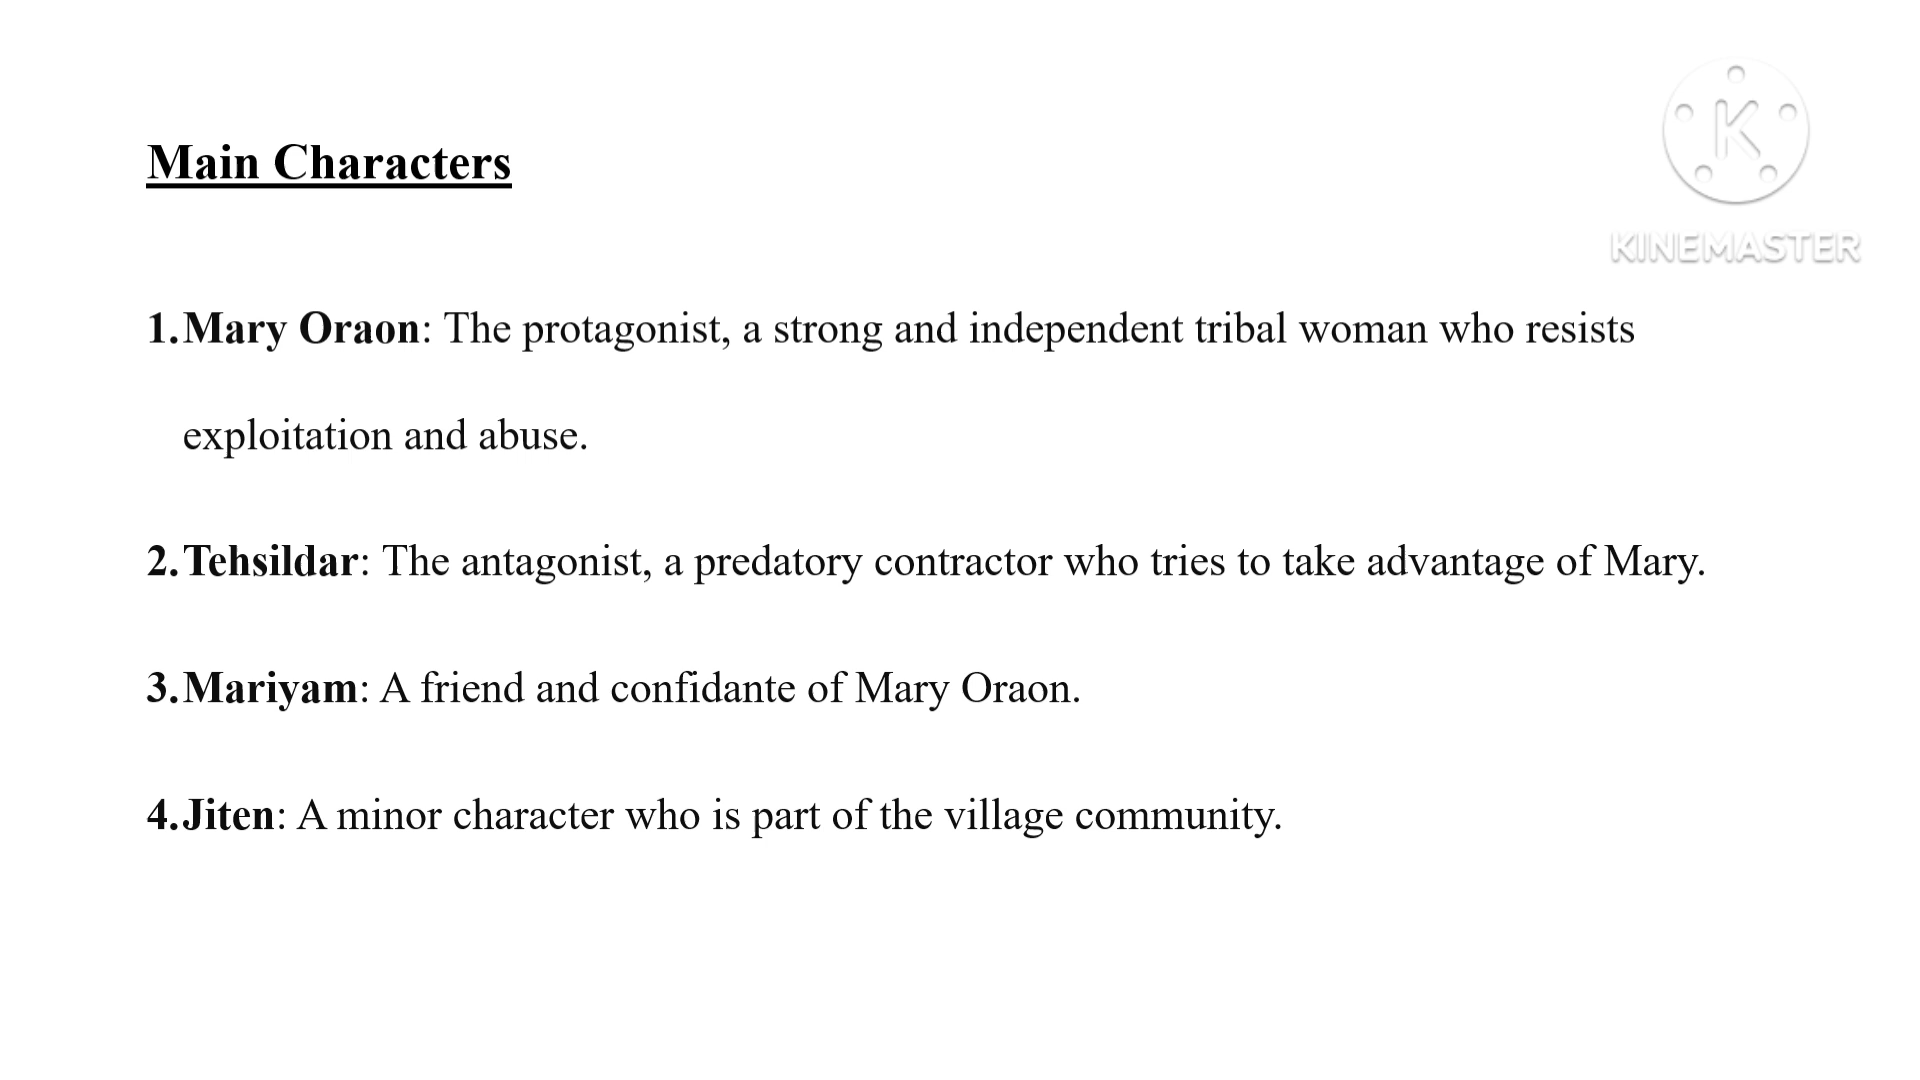 Main Characters
K
KINEMASTER
1.Mary Oraon: The protagonist, a strong and independent tribal woman who resists
exploitation and abuse.
2.Tehsildar: The antagonist, a predatory contractor who tries to take advantage of Mary.
3.Mariyam: A friend and confidante of Mary Oraon.
4.Jiten: A minor character who is part of the village community.